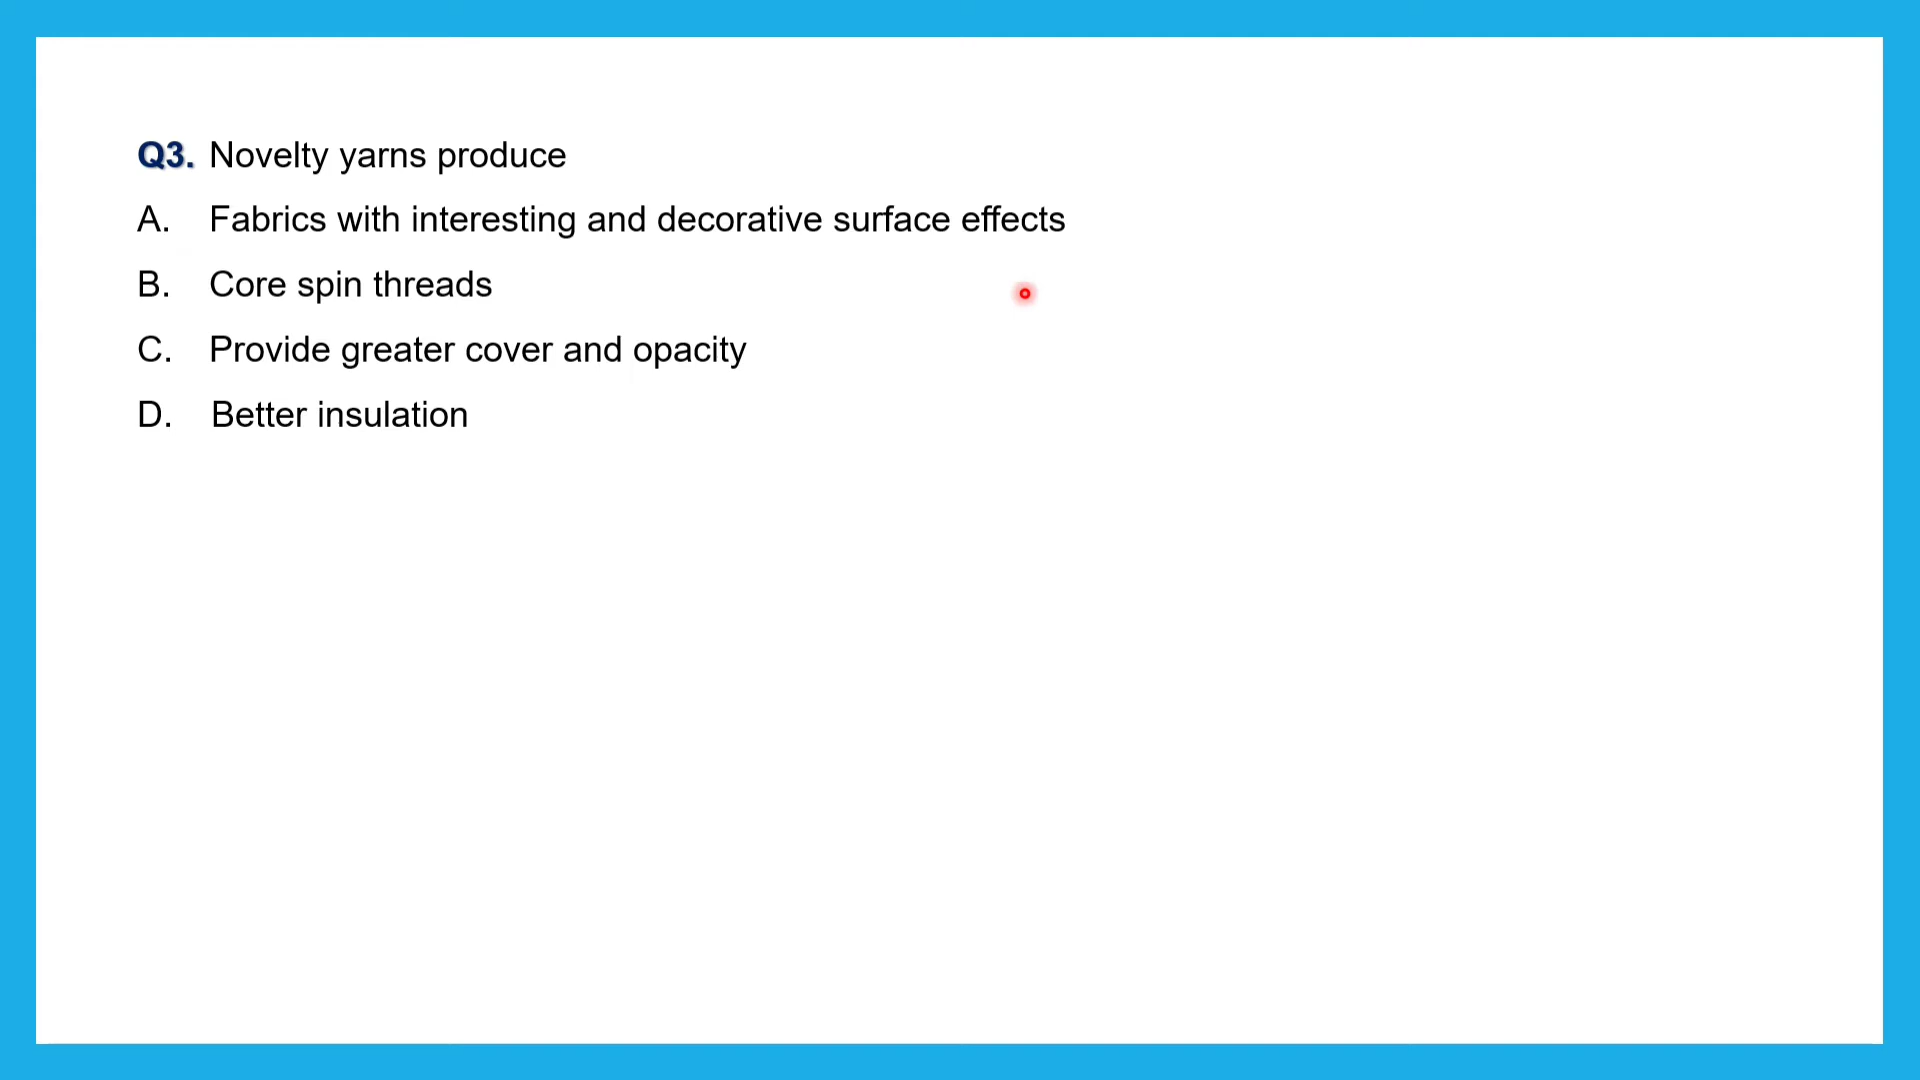 Q3. Novelty yarns produce
A. Fabrics with interesting and decorative surface effects
B. Core spin threads
C. Provide greater cover and opacity
D. Better insulation